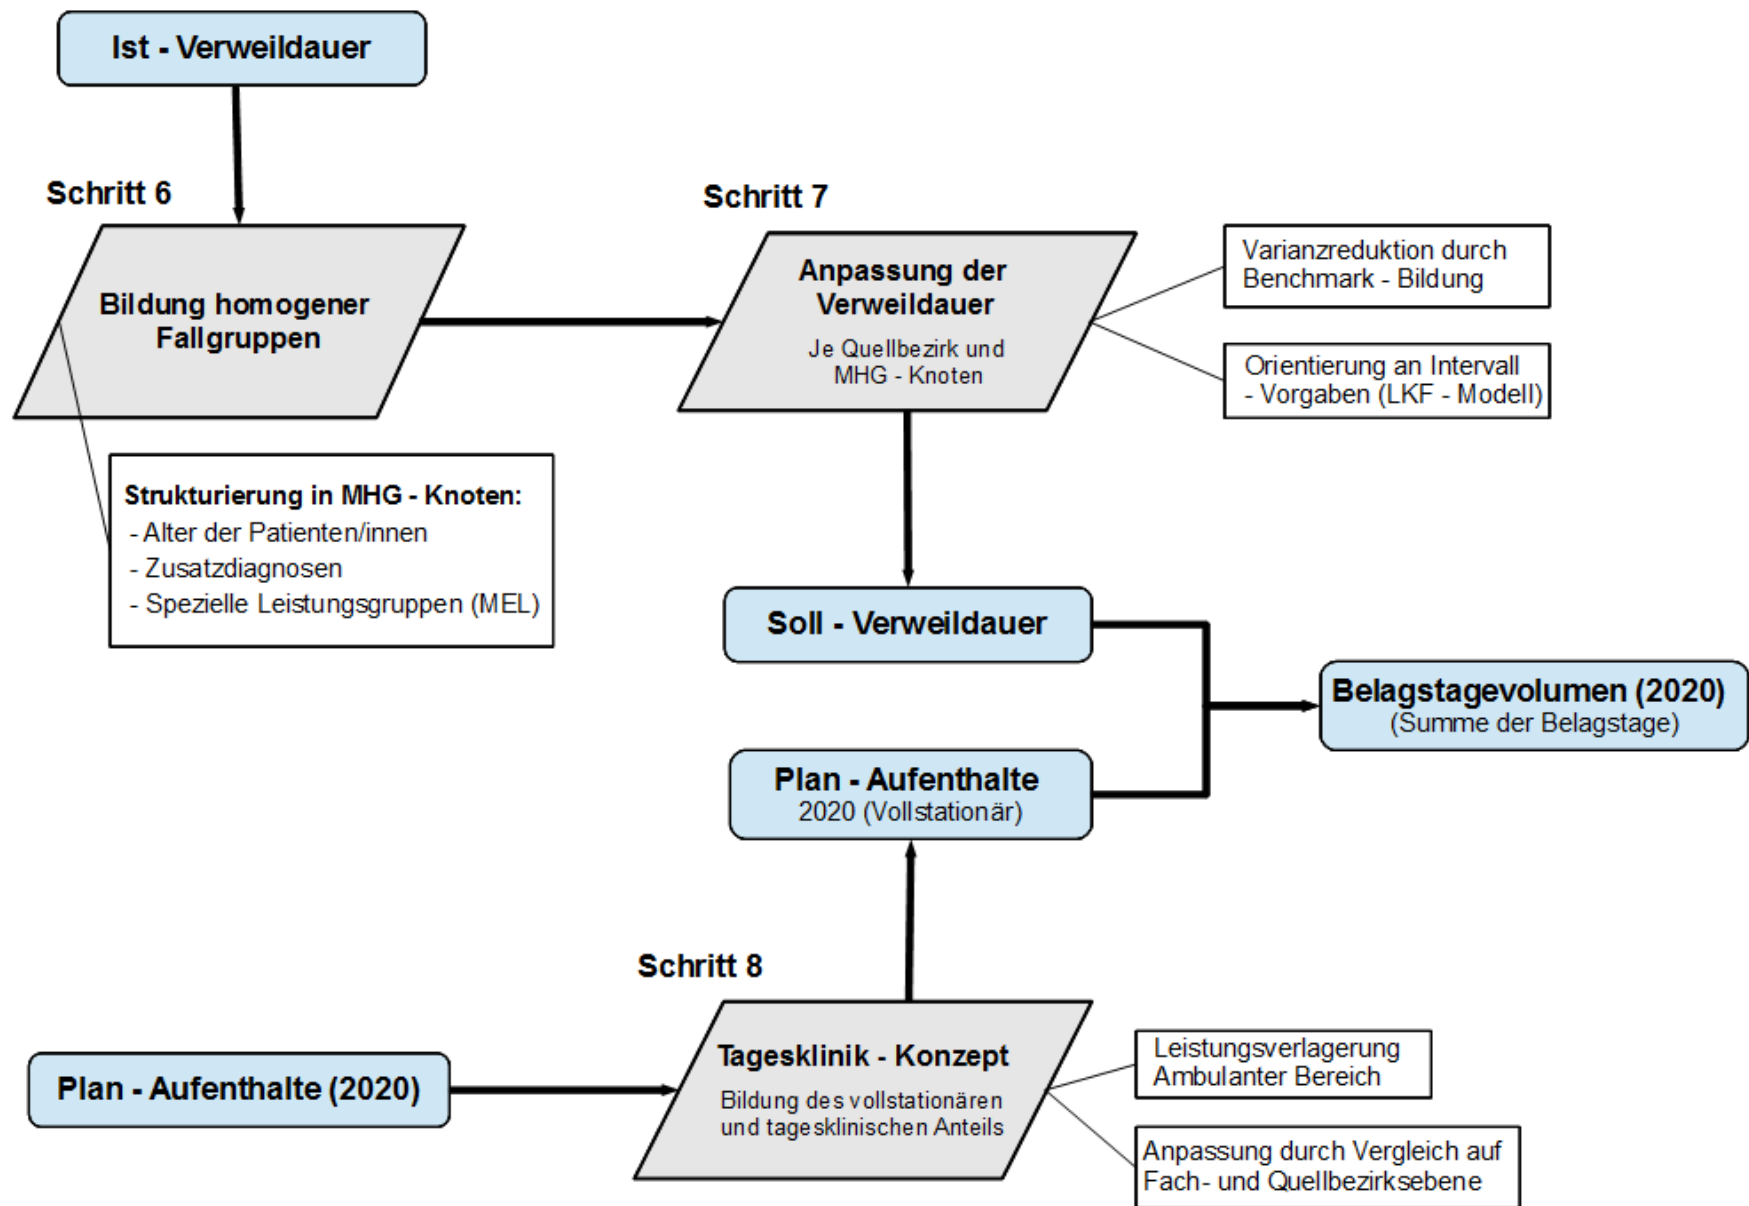 Ist - Verweildauer
Schritt 6
Bildung homogener
Fallgruppen
Strukturierung in MHG - Knoten:
- Alter der Patienten/innen
- Zusatzdiagnosen
- Spezielle Leistungsgruppen (MEL)
Schritt 7
Anpassung der
Verweildauer
Je Quellbezirk und
MHG - Knoten
Varianzreduktion durch
Benchmark - Bildung
Orientierung an Intervall
- Vorgaben (LKF - Modell)
Soll - Verweildauer
Belagstagevolumen (2020)
(Summe der Belagstage)
Plan - Aufenthalte
2020 (Vollstationär)
Schritt 8
Plan - Aufenthalte (2020)
Tagesklinik - Konzept
Bildung des vollstationären
und tagesklinischen Anteils
Leistungsverlagerung
Ambulanter Bereich
Anpassung durch Vergleich auf
Fach- und Quellbezirksebene